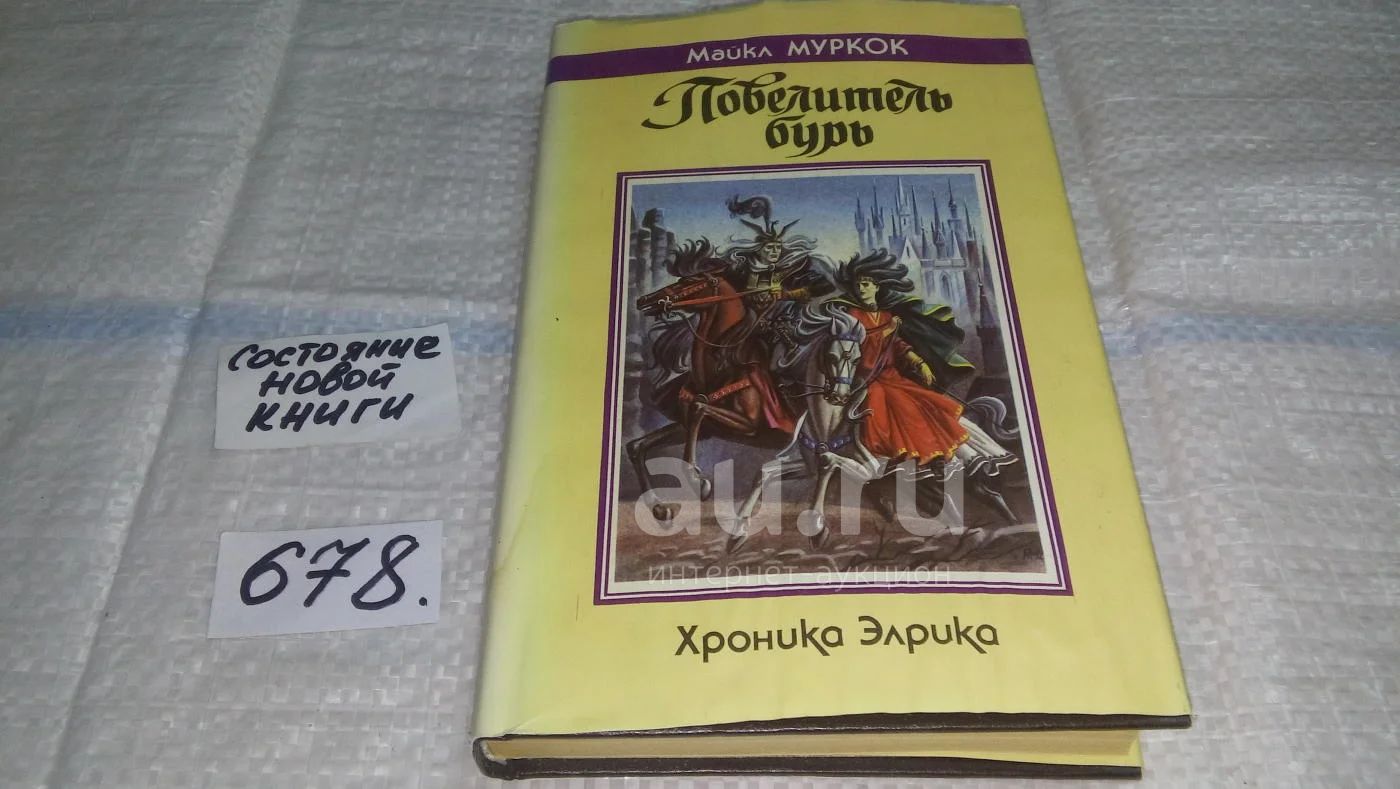 Майкл МУРКОК
Повелитель
бурь
состояние
новой
книги
678.
au.ru
интернет-аукцион
Хроника Элрика